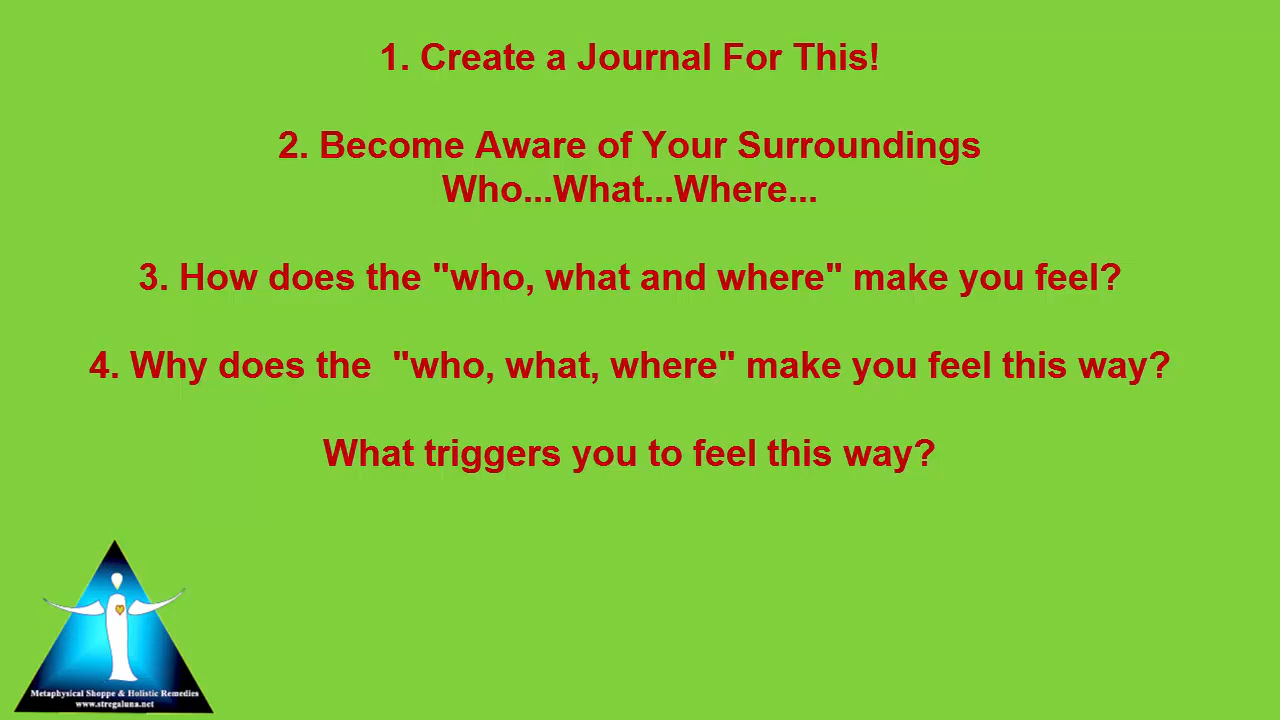 1. Create a Journal For This!
2. Become Aware of Your Surroundings
Who...What...Where...
3. How does the "who, what and where" make you feel?
4. Why does the  "who, what, where" make you feel this way?
What triggers you to feel this way?
Metaphysical Shoppe & Holistic Remedies
www.stregaluna.net